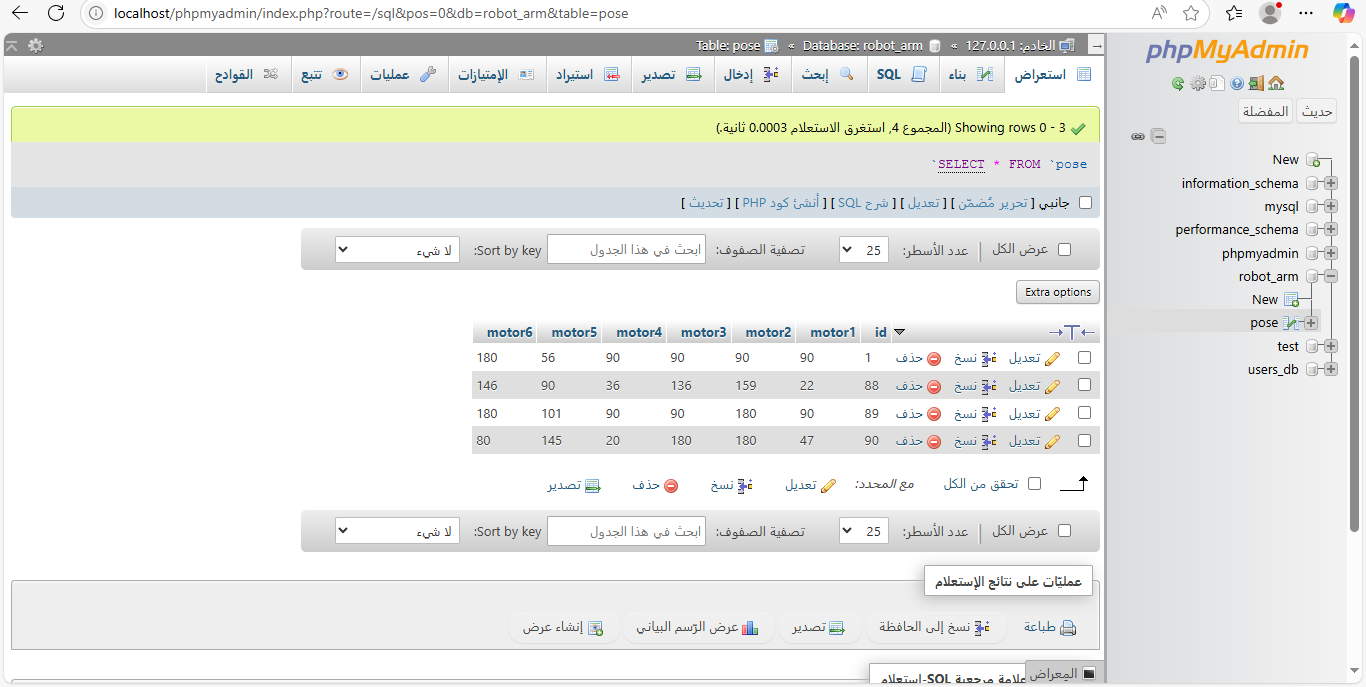 localhost/phpmyadmin/index.php?route=/sql&pos=0&db=robot_arm&table=pose
phpMyAdmin
حديث المفضلة
New
information_schema
mysql
performance_schema
phpmyadmin
robot_arm
New
pose
test
users_db
الخادم: 127.0.0.1 » Database: robot_arm » Table: pose
استعراض بناء SQL إبحث إدخال تصدير استيراد الإمتيازات عمليات تتبع القوادح
Showing rows 0 - 3 (المجموع 4, استغرق الاستعلام 0.0003 ثانية.)
SELECT * FROM `pose`
جانبي [ تحرير مُضمّن ] [ تعديل ] [ شرح SQL ] [ أنشئ كود PHP ] [ تحديث ]
عرض الكل | عدد الأسطر: 25 تصفية الصفوف: ابحث في هذا الجدول Sort by key: لا شيء
Extra options
id motor1 motor2 motor3 motor4 motor5 motor6
تعديل نسخ حذف 1 90 90 90 90 56 180
تعديل نسخ حذف 88 22 159 136 36 90 146
تعديل نسخ حذف 89 90 180 90 90 101 180
تعديل نسخ حذف 90 47 180 180 20 145 80
تحقق من الكل مع المحدد: تعديل نسخ حذف تصدير
عرض الكل | عدد الأسطر: 25 تصفية الصفوف: ابحث في هذا الجدول Sort by key: لا شيء
عمليّات على نتائج الإستعلام
طباعة نسخ إلى الحافظة تصدير عرض الرّسم البياني إنشاء عرض
علامة مرجعية SQL-استعلام
المعراض